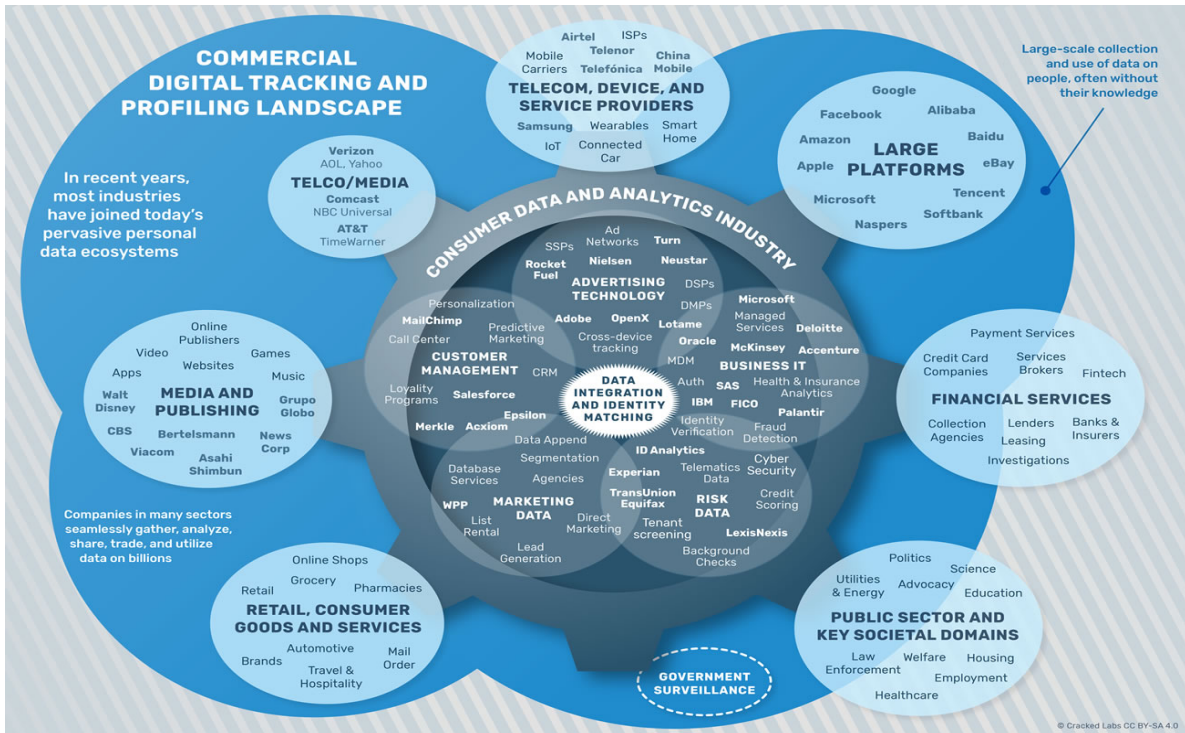 COMMERCIAL
DIGITAL TRACKING AND
PROFILING LANDSCAPE
In recent years,
most industries
have joined today's
pervasive personal
data ecosystems
Companies in many sectors
seamlessly gather, analyze,
share, trade, and utilize
data on billions
Large-scale collection
and use of data on
people, often without
their knowledge
Airtel
ISPs
Mobile
Carriers
Telenor
China
Mobile
Telefónica
TELECOM, DEVICE, AND
SERVICE PROVIDERS
Samsung
Wearables
Smart
Home
IoT
Connected
Car
Verizon
AOL, Yahoo
TELCO/MEDIA
Comcast
NBC Universal
AT&T
TimeWarner
Google
Facebook
Alibaba
Amazon
Baidu
LARGE
PLATFORMS
Apple
eBay
Microsoft
Tencent
Softbank
Naspers
CONSUMER DATA AND ANALYTICS INDUSTRY
Ad
Networks
SSPs
Turn
Rocket
Fuel
Nielsen
Neustar
ADVERTISING
TECHNOLOGY
DSPs
DMPs
Adobe
OpenX
Lotame
Cross-device
tracking
Personalization
MailChimp
Predictive
Marketing
Call Center
CUSTOMER
MANAGEMENT
CRM
Loyality
Programs
Salesforce
Epsilon
Merkle
Acxiom
Microsoft
Managed
Services
Deloitte
Oracle
McKinsey
Accenture
MDM
BUSINESS IT
Auth
SAS
Health & Insurance
Analytics
IBM
FICO
Palantir
Identity
Verification
Fraud
Detection
DATA
INTEGRATION
AND IDENTITY
MATCHING
Data Append
Segmentation
Database
Services
Agencies
WPP
MARKETING
DATA
List
Rental
Direct
Marketing
Lead
Generation
ID Analytics
Cyber
Security
Experian
Telematics
Data
TransUnion
Equifax
RISK
DATA
Credit
Scoring
Tenant
screening
LexisNexis
Background
Checks
Online
Publishers
Video
Games
Websites
Apps
Music
Walt
Disney
MEDIA AND
PUBLISHING
Grupo
Globo
CBS
Bertelsmann
News
Corp
Viacom
Asahi
Shimbun
Payment Services
Credit Card
Companies
Services
Brokers
Fintech
FINANCIAL SERVICES
Collection
Agencies
Lenders
Banks &
Insurers
Leasing
Investigations
Online Shops
Grocery
Retail
Pharmacies
RETAIL, CONSUMER
GOODS AND SERVICES
Automotive
Mail
Order
Brands
Travel &
Hospitality
Politics
Science
Utilities
& Energy
Advocacy
Education
PUBLIC SECTOR AND
KEY SOCIETAL DOMAINS
Law
Enforcement
Welfare
Housing
Employment
Healthcare
GOVERNMENT
SURVEILLANCE
© Cracked Labs CC BY-SA 4.0